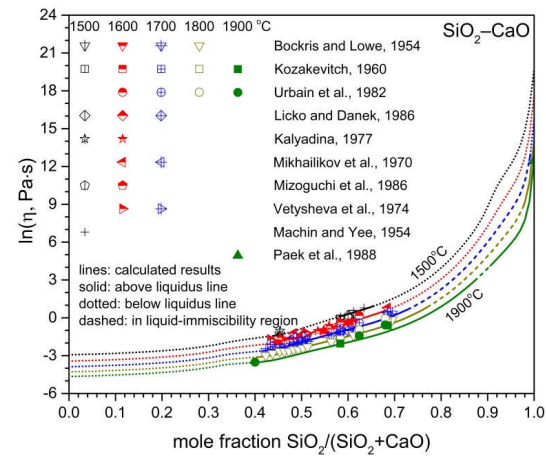 1500 1600 1700 1800 1900 °C
SiO₂–CaO
Bockris and Lowe, 1954
Kozakevitch, 1960
Urbain et al., 1982
Licko and Danek, 1986
Kalyadina, 1977
Mikhailikov et al., 1970
Mizoguchi et al., 1986
Vetysheva et al., 1974
Machin and Yee, 1954
Paek et al., 1988
lines: calculated results
solid: above liquidus line
dotted: below liquidus line
dashed: in liquid-immiscibility region
1500°C
1900°C
ln(η, Pa·s)
24
21
18
15
12
9
6
3
0
-3
-6
0.0 0.1 0.2 0.3 0.4 0.5 0.6 0.7 0.8 0.9 1.0
mole fraction SiO₂/(SiO₂+CaO)